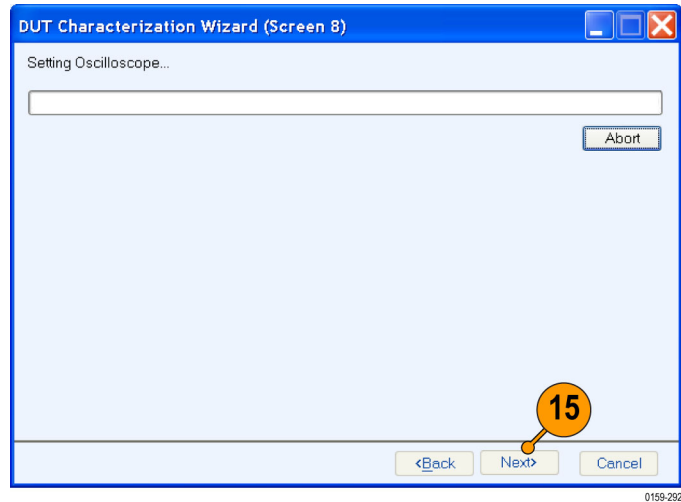 DUT Characterization Wizard (Screen 8)
Setting Oscilloscope...
Abort
15
<Back Next> Cancel
0159-292